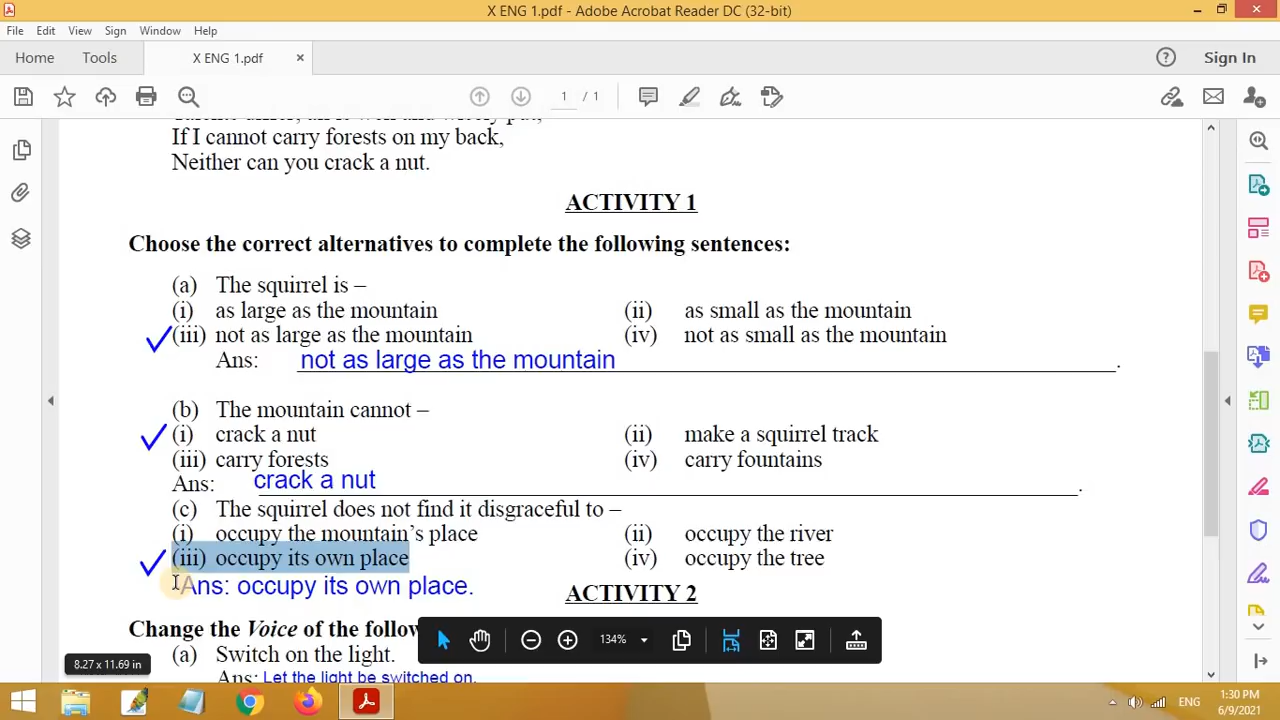 X ENG 1.pdf - Adobe Acrobat Reader DC (32-bit)
File Edit View Sign Window Help
Home Tools X ENG 1.pdf × Sign In
1 / 1
If I cannot carry forests on my back,
Neither can you crack a nut.
ACTIVITY 1
Choose the correct alternatives to complete the following sentences:
(a) The squirrel is –
(i) as large as the mountain (ii) as small as the mountain
(iii) not as large as the mountain (iv) not as small as the mountain
Ans: not as large as the mountain.
(b) The mountain cannot –
(i) crack a nut (ii) make a squirrel track
(iii) carry forests (iv) carry fountains
Ans: crack a nut.
(c) The squirrel does not find it disgraceful to –
(i) occupy the mountain's place (ii) occupy the river
(iii) occupy its own place (iv) occupy the tree
Ans: occupy its own place.
ACTIVITY 2
Change the Voice of the follow
134%
(a) Switch on the light.
8.27 x 11.69 in
Ans: Let the light be switched on.
ENG 1:30 PM
6/9/2021